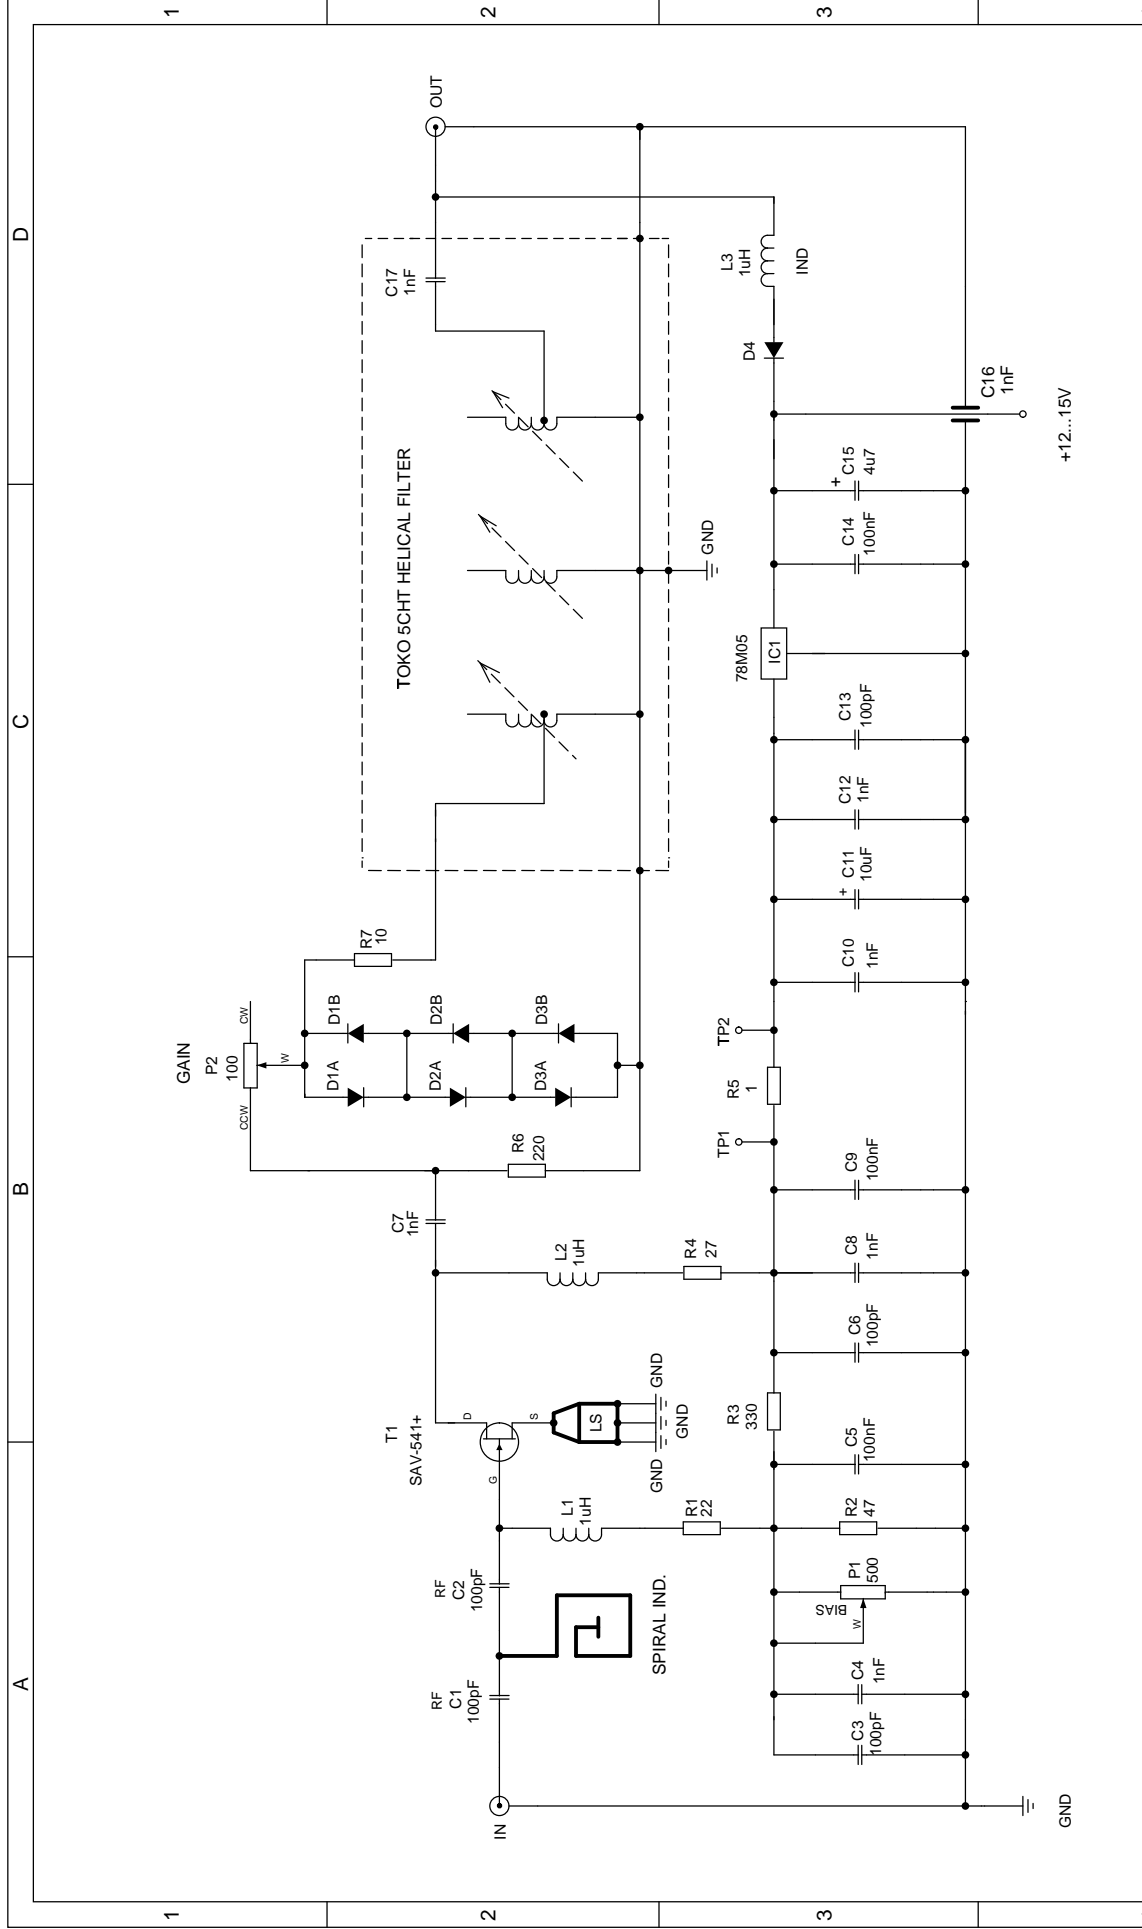 1
2
3
A
B
C
D
1
2
3
GAIN
P2
100
CCW
CW
W
D1A
D1B
D2A
D2B
D3A
D3B
R7
10
TOKO 5CHT HELICAL FILTER
C17
1nF
OUT
T1
SAV-541+
D
G
S
C7
1nF
R6
220
IN
RF
C1
100pF
RF
C2
100pF
SPIRAL IND.
L1
1uH
LS
GND
GND
GND
L2
1uH
GND
L3
1uH
IND
R1
22
R3
330
R4
27
TP1
R5
1
TP2
78M05
IC1
D4
C3
100pF
C4
1nF
BIAS
W
P1
500
R2
47
C5
100nF
C6
100pF
C8
1nF
C9
100nF
C10
1nF
+
C11
10uF
C12
1nF
C13
100pF
C14
100nF
+
C15
4u7
C16
1nF
+12...15V
GND